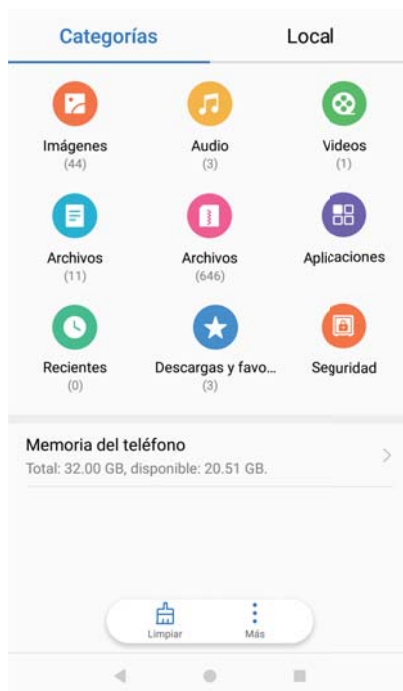 Categorías Local
Imágenes Audio Videos
(44) (3) (1)
Archivos Archivos Aplicaciones
(11) (646)
Recientes Descargas y favo... Seguridad
(0) (3)
Memoria del teléfono
Total: 32.00 GB, disponible: 20.51 GB.
Limpiar Más